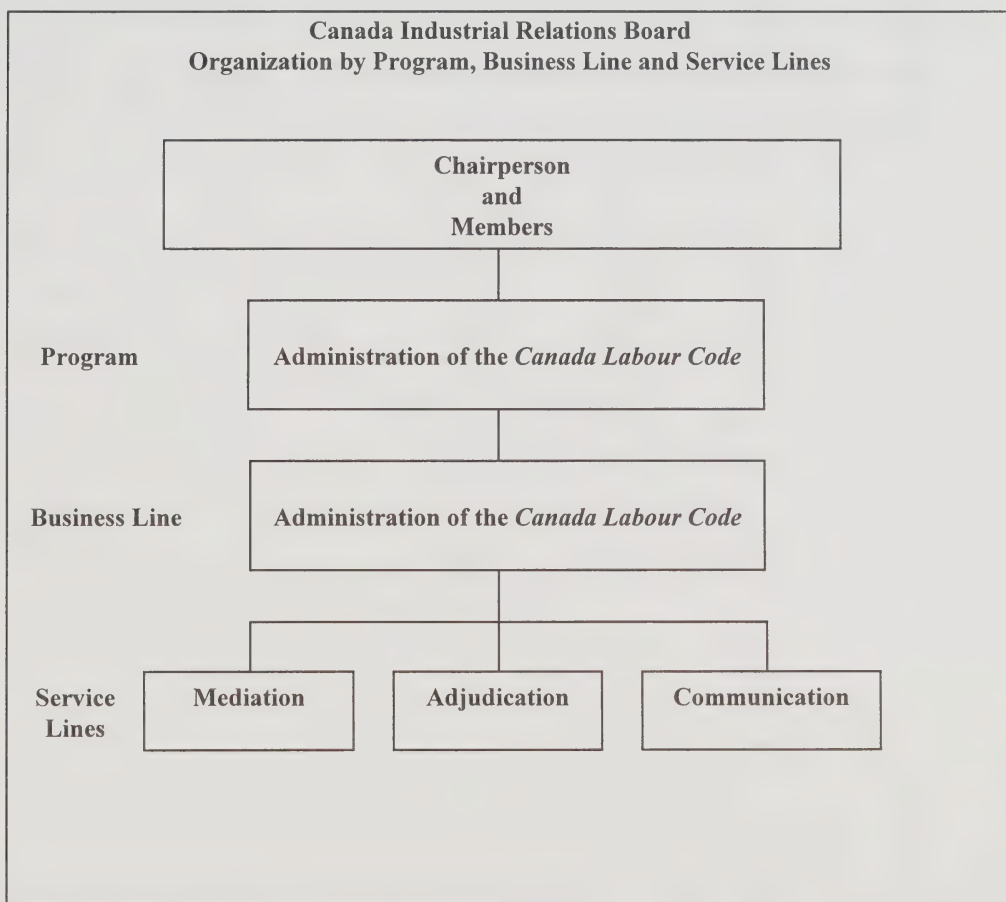 Canada Industrial Relations Board
Organization by Program, Business Line and Service Lines
Chairperson
and
Members
Program
Administration of the Canada Labour Code
Business Line
Administration of the Canada Labour Code
Service
Lines
Mediation
Adjudication
Communication